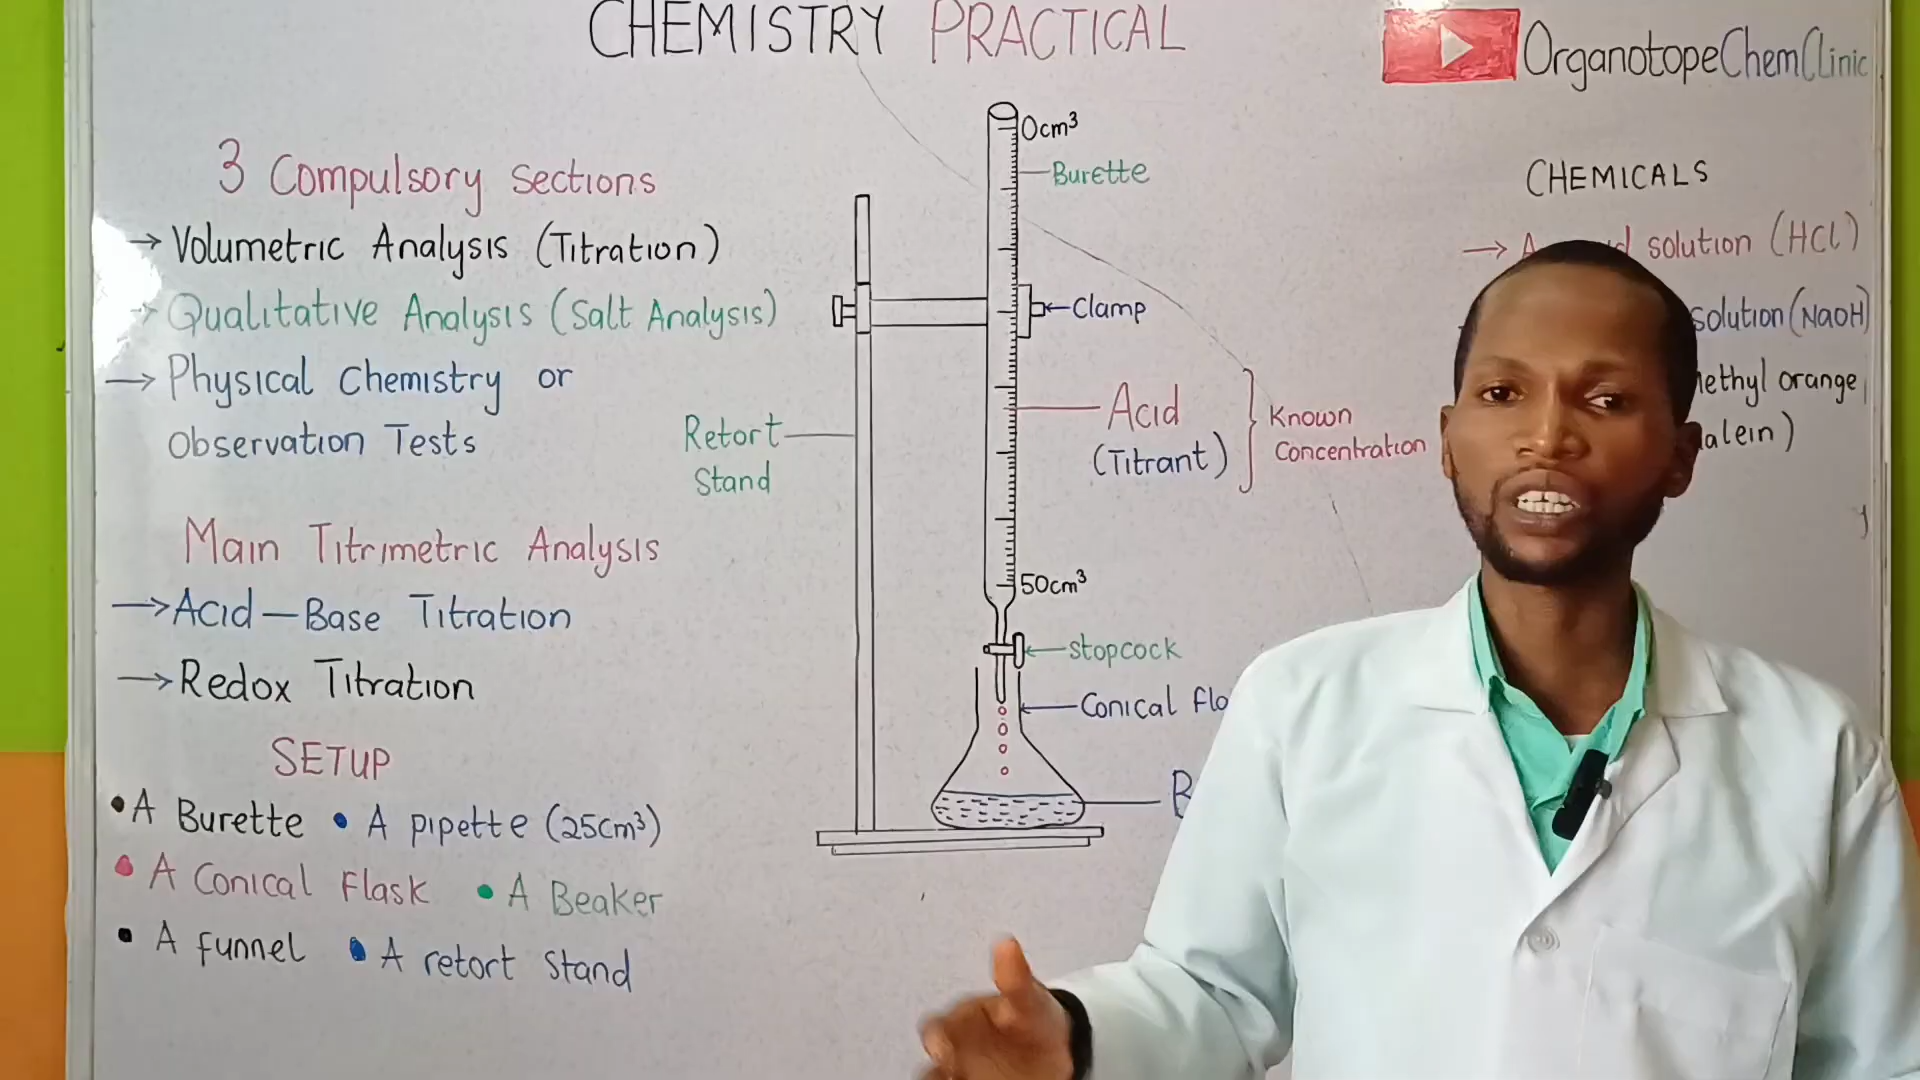 CHEMISTRY PRACTICAL
OrganotopeChemClinic
3 Compulsory sections
→ Volumetric Analysis (Titration)
→ Qualitative Analysis (Salt Analysis)
→ Physical Chemistry or
Observation Tests
Main Titrimetric Analysis
→ Acid — Base Titration
→ Redox Titration
SETUP
• A Burette • A pipette (25cm³)
• A Conical Flask • A Beaker
• A funnel • A retort stand
0cm³
Burette
Clamp
Retort
Stand
Acid
(Titrant)
Known
Concentration
50cm³
stopcock
Conical
CHEMICALS
→ solution (HCl)
solution (NaOH)
orange,